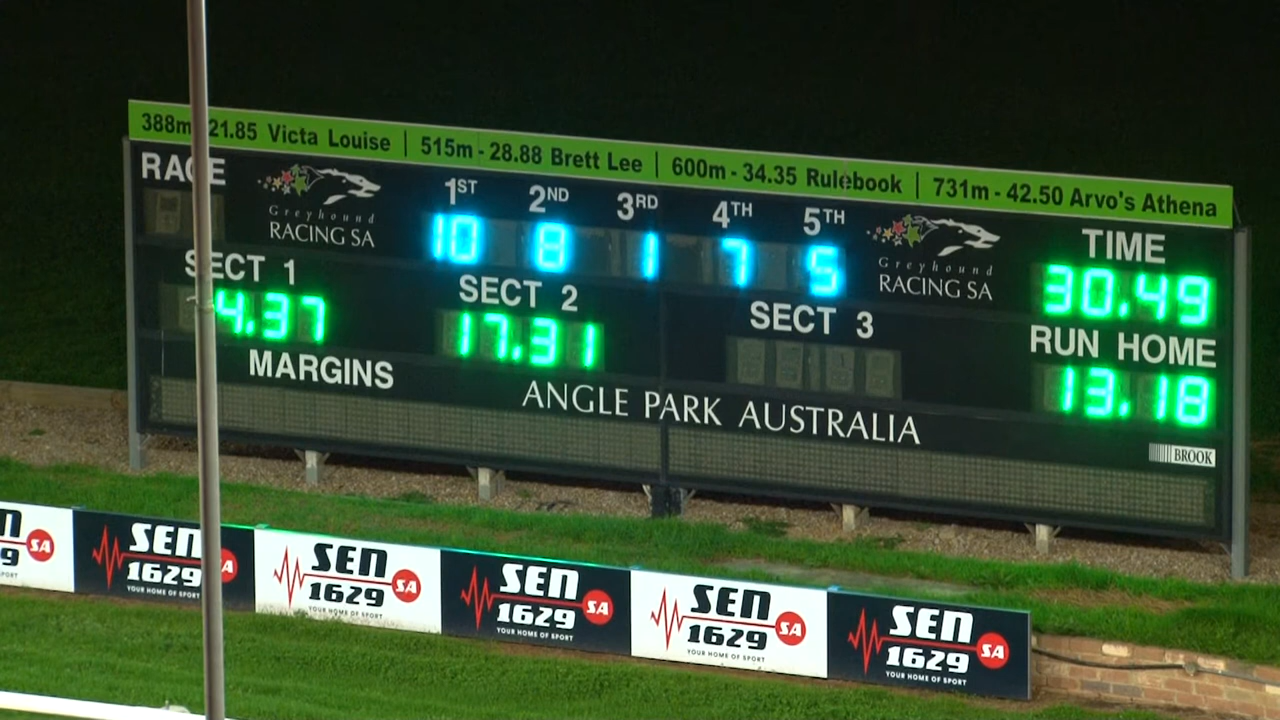 388m 21.85 Victa Louise | 515m - 28.88 Brett Lee | 600m - 34.35 Rulebook | 731m - 42.50 Arvo's Athena
RACE
Greyhound
RACING SA
1ST 2ND 3RD 4TH 5TH
10 8 1 7 5
Greyhound
RACING SA
TIME
30.49
SECT 1
4.37
SECT 2
17.31
SECT 3
RUN HOME
13.18
MARGINS
ANGLE PARK AUSTRALIA
BROOK
N
9 SA
SPORT
SEN
1629 SA
YOUR HOME OF SPORT
SEN
1629 SA
YOUR HOME OF SPORT
SEN
1629 SA
YOUR HOME OF SPORT
SEN
1629 SA
YOUR HOME OF SPORT
SEN
1629 SA
YOUR HOME OF SPORT